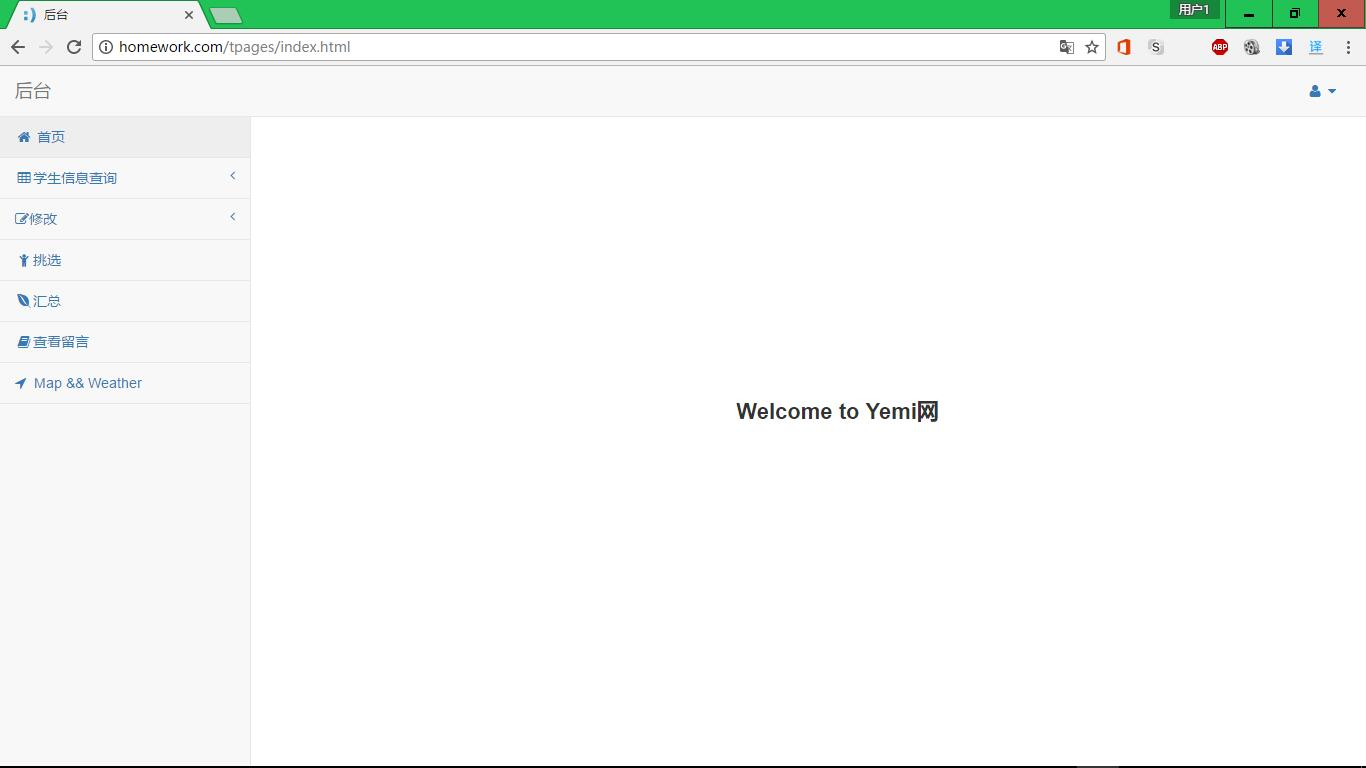 后台
用户1
homework.com/tpages/index.html
S
ABP
译
后台
首页
学生信息查询
修改
挑选
汇总
查看留言
Map && Weather
Welcome to Yemi网